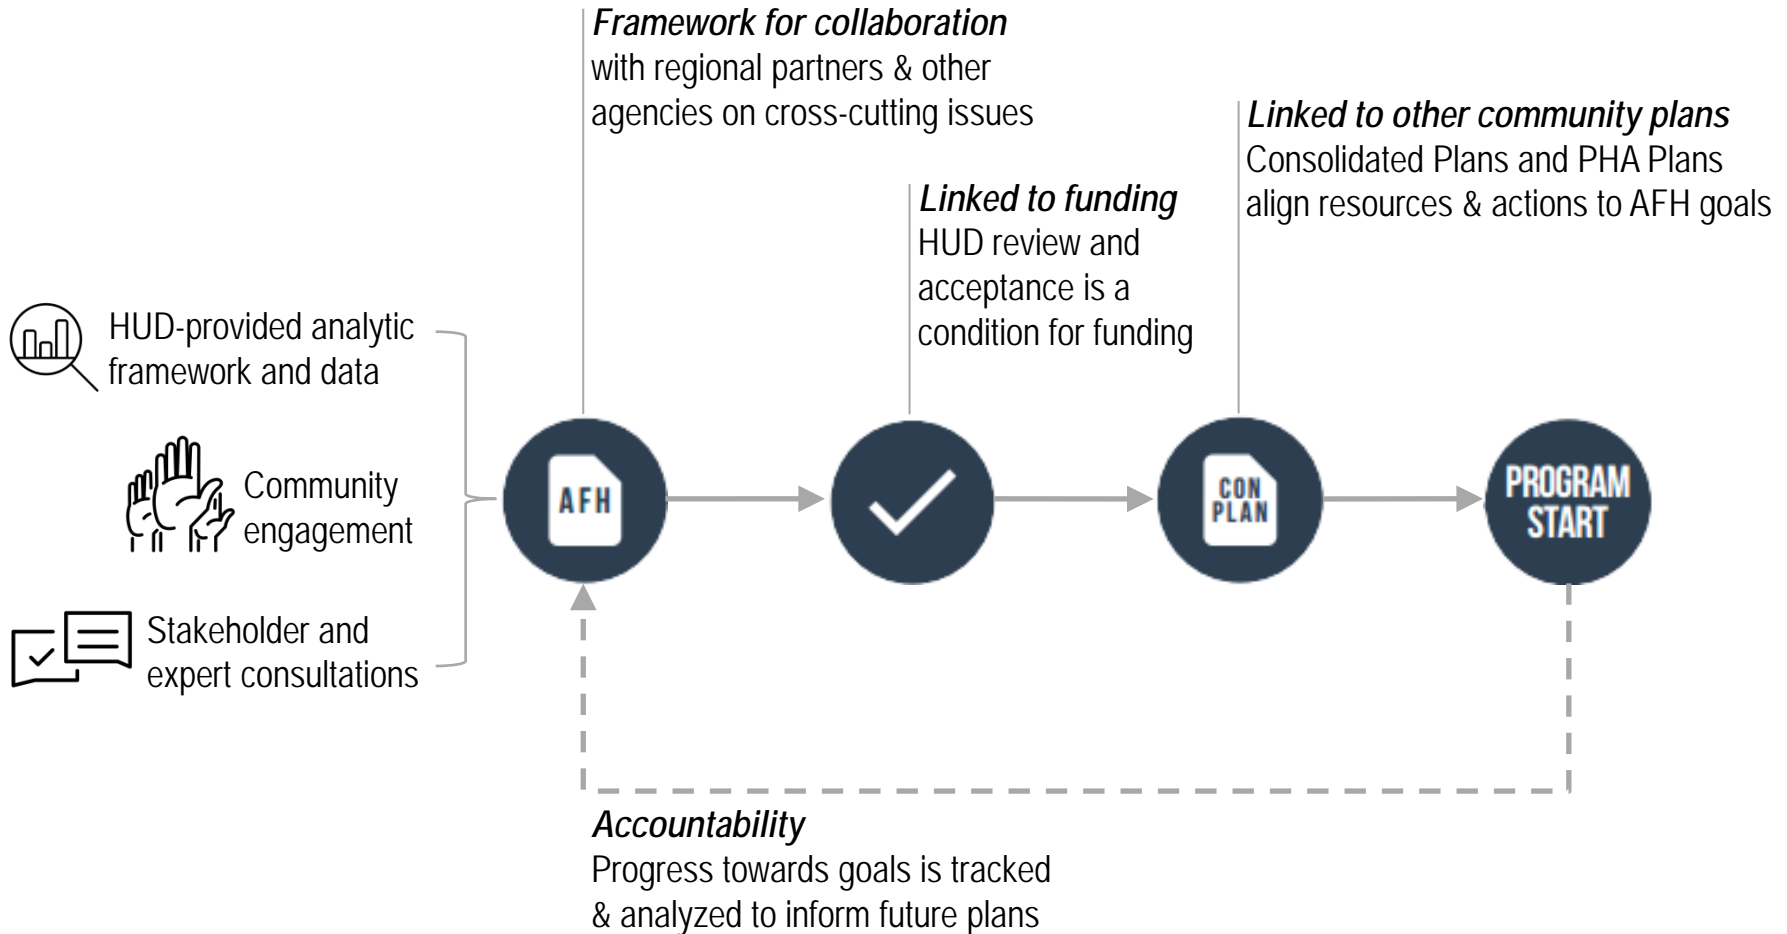 Framework for collaboration
with regional partners & other
agencies on cross-cutting issues
Linked to other community plans
Consolidated Plans and PHA Plans
align resources & actions to AFH goals
Linked to funding
HUD review and
acceptance is a
condition for funding
HUD-provided analytic
framework and data
Community
engagement
Stakeholder and
expert consultations
AFH
CON
PLAN
PROGRAM
START
Accountability
Progress towards goals is tracked
& analyzed to inform future plans